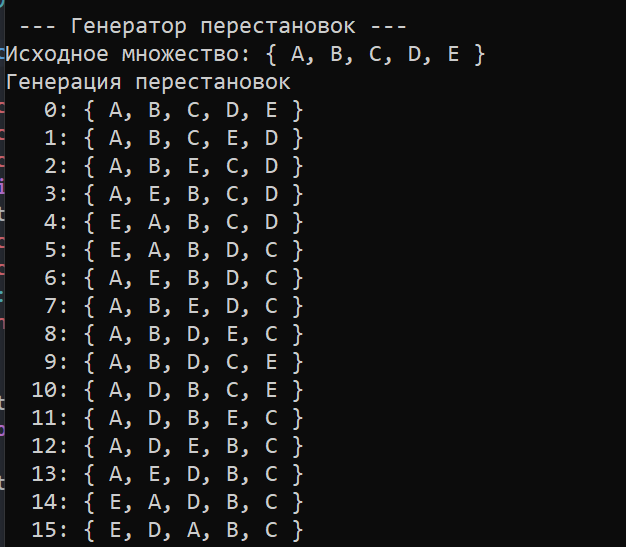 --- Генератор перестановок ---
Исходное множество: { A, B, C, D, E }
Генерация перестановок
0: { A, B, C, D, E }
1: { A, B, C, E, D }
2: { A, B, E, C, D }
3: { A, E, B, C, D }
4: { E, A, B, C, D }
5: { E, A, B, D, C }
6: { A, E, B, D, C }
7: { A, B, E, D, C }
8: { A, B, D, E, C }
9: { A, B, D, C, E }
10: { A, D, B, C, E }
11: { A, D, B, E, C }
12: { A, D, E, B, C }
13: { A, E, D, B, C }
14: { E, A, D, B, C }
15: { E, D, A, B, C }